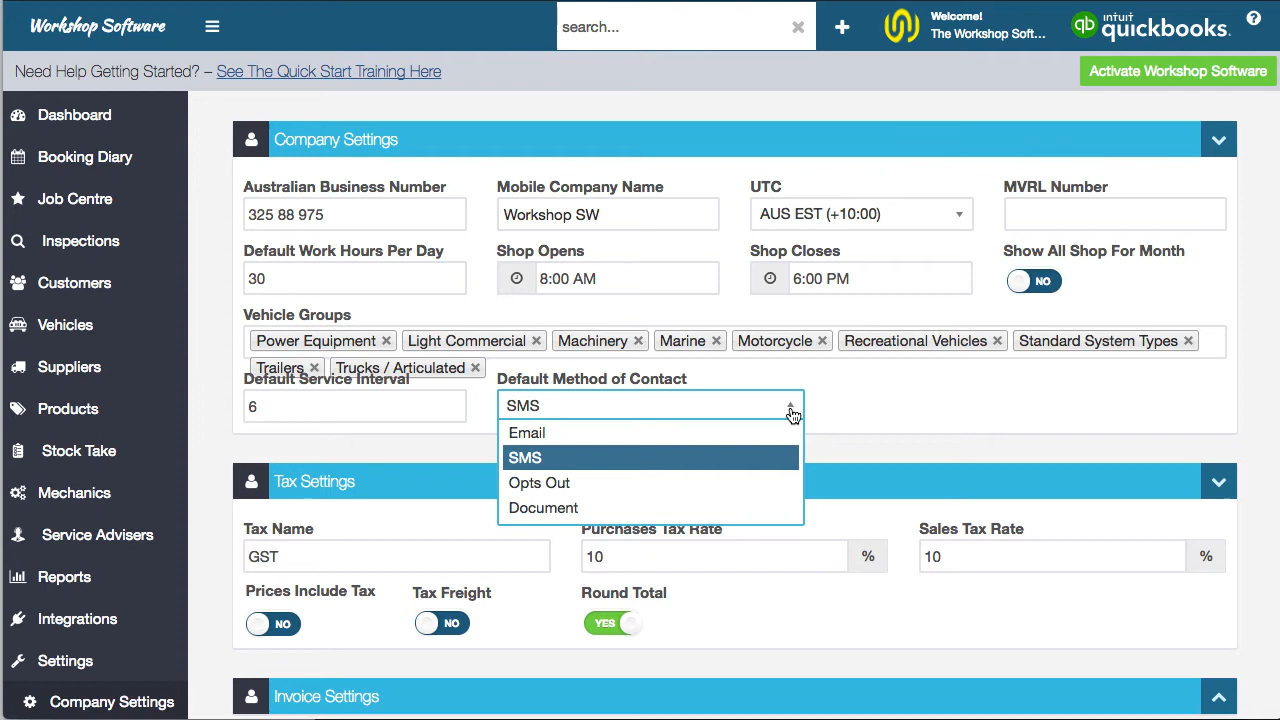 Workshop Software
search...
Welcome!
The Workshop Soft...
intuit
quickbooks.
Need Help Getting Started? – See The Quick Start Training Here
Activate Workshop Software
Dashboard
Booking Diary
Job Centre
Inspections
Customers
Vehicles
Suppliers
Products
Stock Take
Mechanics
Service Advisers
Reports
Integrations
Settings
Company Settings
Company Settings
Australian Business Number
Mobile Company Name
UTC
MVRL Number
325 88 975
Workshop SW
AUS EST (+10:00)
Default Work Hours Per Day
Shop Opens
Shop Closes
Show All Shop For Month
30
8:00 AM
6:00 PM
NO
Vehicle Groups
Power Equipment × Light Commercial × Machinery × Marine × Motorcycle × Recreational Vehicles × Standard System Types ×
Trailers × Trucks / Articulated ×
Default Service Interval
Default Method of Contact
6
SMS
Email
SMS
Opts Out
Document
Tax Settings
Tax Name
Purchases Tax Rate
Sales Tax Rate
GST
10 %
10 %
Prices Include Tax
Tax Freight
Round Total
NO
NO
YES
Invoice Settings